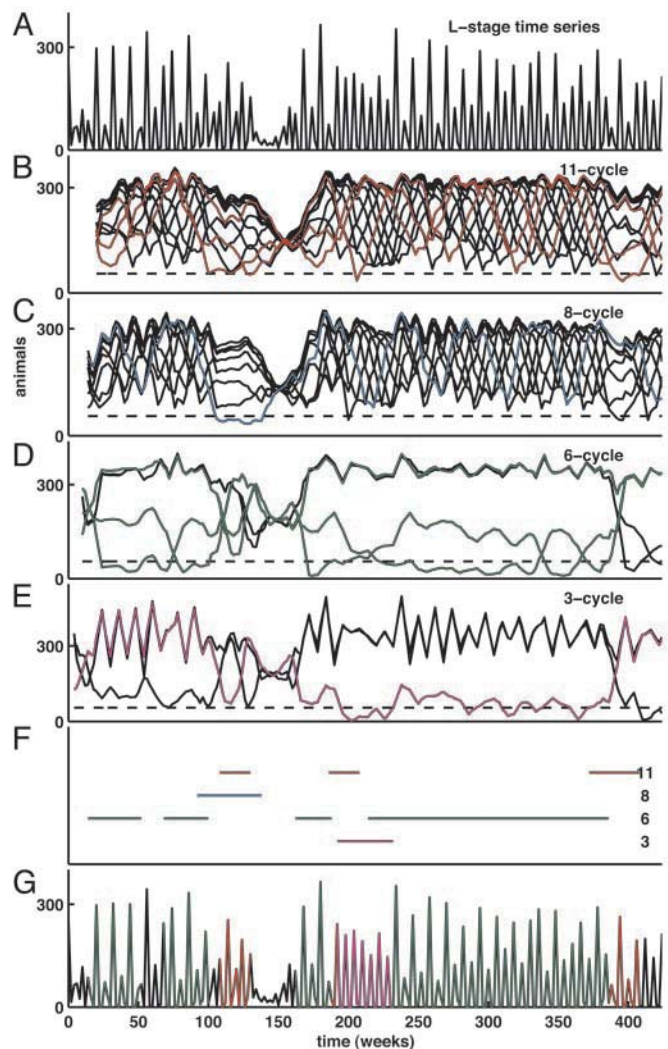 A
L-stage time series
300
0
B
11-cycle
300
0
C
8-cycle
300
animals
0
D
6-cycle
300
0
E
3-cycle
300
0
F
11
8
6
3
G
300
0
0 50 100 150 200 250 300 350 400
time (weeks)